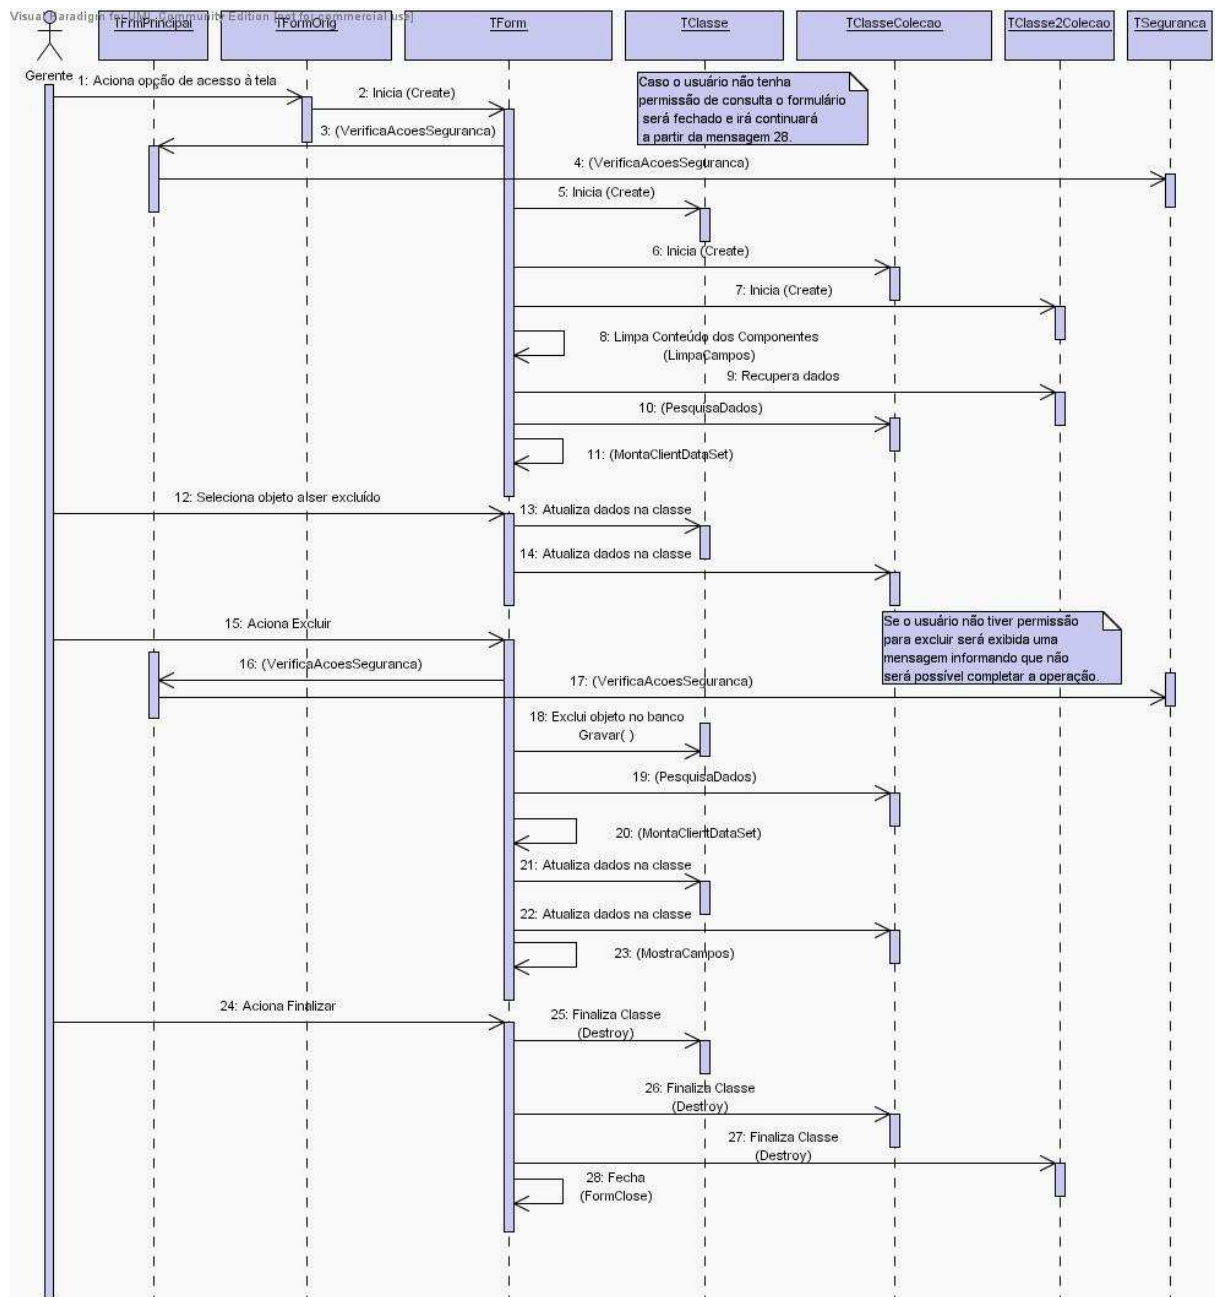 Visual Paradigm for UML Community Edition [not for commercial use]
TFrmPrincipal
TFormOrig
TForm
TClasse
TClasseColecao
TClasse2Colecao
TSeguranca
Gerente
1: Aciona opção de acesso à tela
2: Inicia (Create)
Caso o usuário não tenha
permissão de consulta o formulário
será fechado e irá continuará
a partir da mensagem 28.
3: (VerificaAcoesSeguranca)
4: (VerificaAcoesSeguranca)
5: Inicia (Create)
6: Inicia (Create)
7: Inicia (Create)
8: Limpa Conteúdo dos Componentes
(LimpaCampos)
9: Recupera dados
10: (PesquisaDados)
11: (MontaClientDataSet)
12: Seleciona objeto a ser excluído
13: Atualiza dados na classe
14: Atualiza dados na classe
15: Aciona Excluir
Se o usuário não tiver permissão
para excluir será exibida uma
mensagem informando que não
será possível completar a operação.
16: (VerificaAcoesSeguranca)
17: (VerificaAcoesSeguranca)
18: Exclui objeto no banco
Gravar( )
19: (PesquisaDados)
20: (MontaClientDataSet)
21: Atualiza dados na classe
22: Atualiza dados na classe
23: (MostraCampos)
24: Aciona Finalizar
25: Finaliza Classe
(Destroy)
26: Finaliza Classe
(Destroy)
27: Finaliza Classe
(Destroy)
28: Fecha
(FormClose)